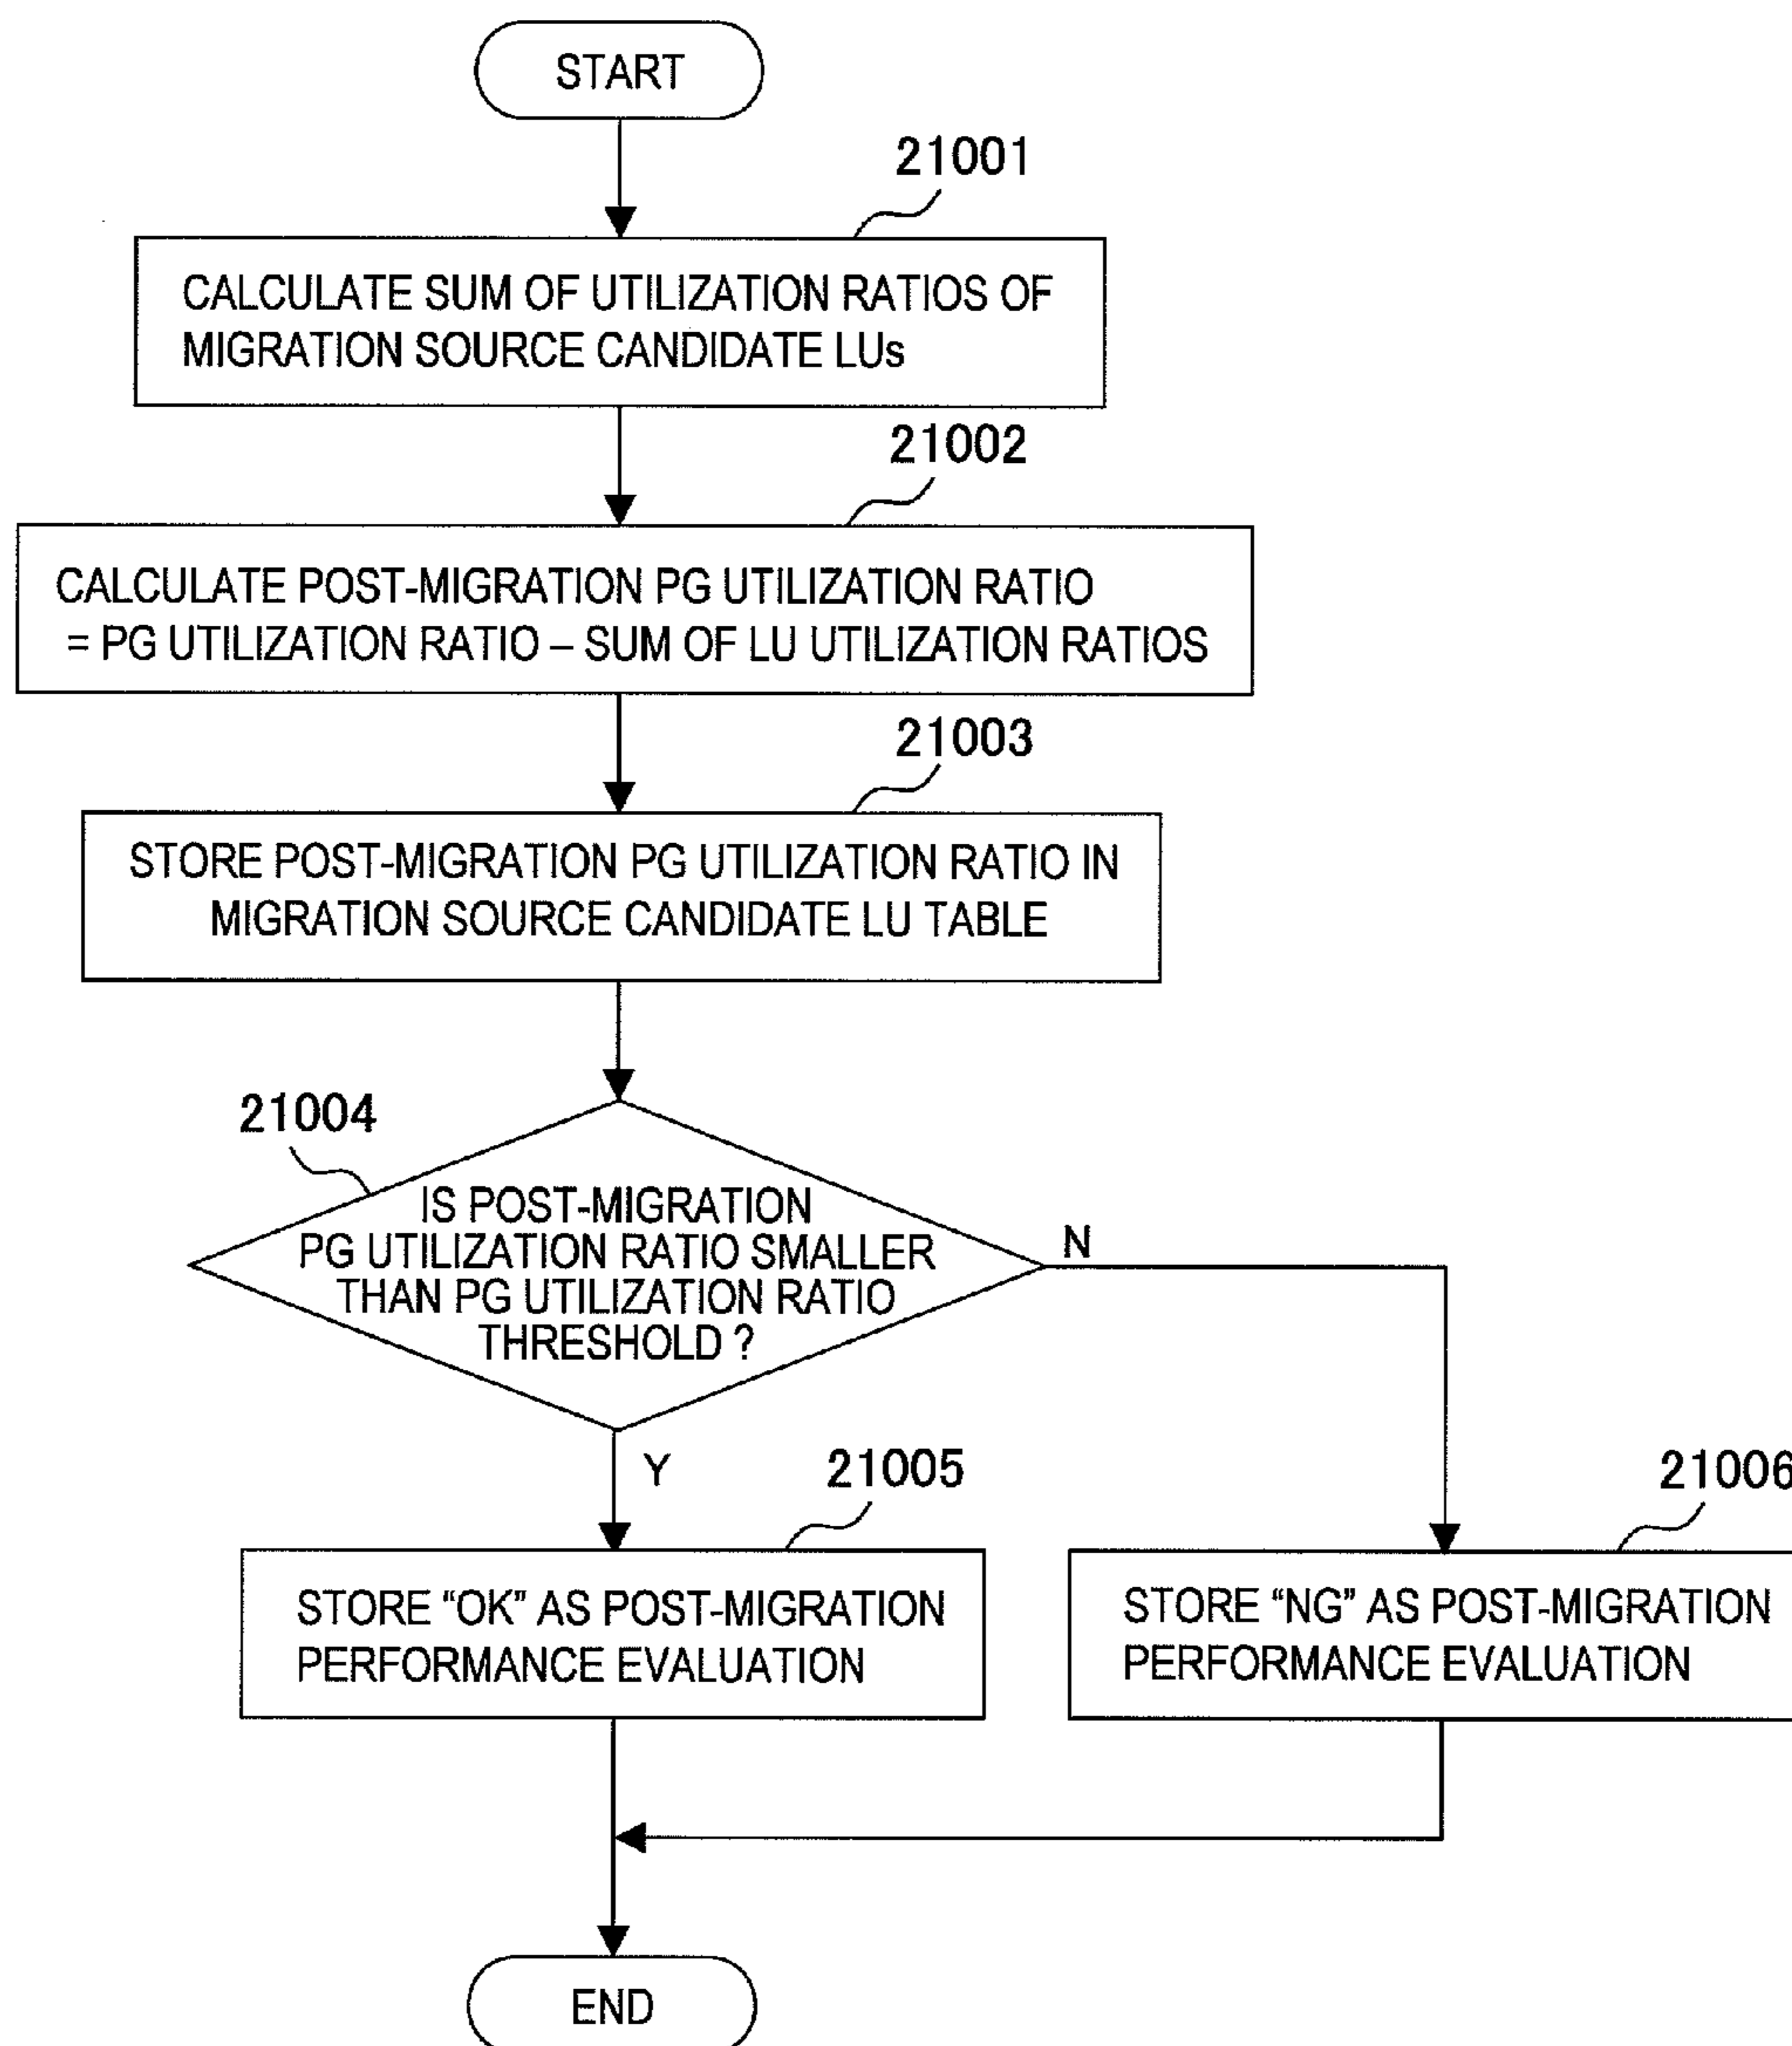 START
21001
CALCULATE SUM OF UTILIZATION RATIOS OF
MIGRATION SOURCE CANDIDATE LUs
21002
CALCULATE POST-MIGRATION PG UTILIZATION RATIO
= PG UTILIZATION RATIO – SUM OF LU UTILIZATION RATIOS
21003
STORE POST-MIGRATION PG UTILIZATION RATIO IN
MIGRATION SOURCE CANDIDATE LU TABLE
21004
IS POST-MIGRATION
PG UTILIZATION RATIO SMALLER
THAN PG UTILIZATION RATIO
THRESHOLD ?
N
Y
21005
STORE “OK” AS POST-MIGRATION
PERFORMANCE EVALUATION
21006
STORE “NG” AS POST-MIGRATION
PERFORMANCE EVALUATION
END